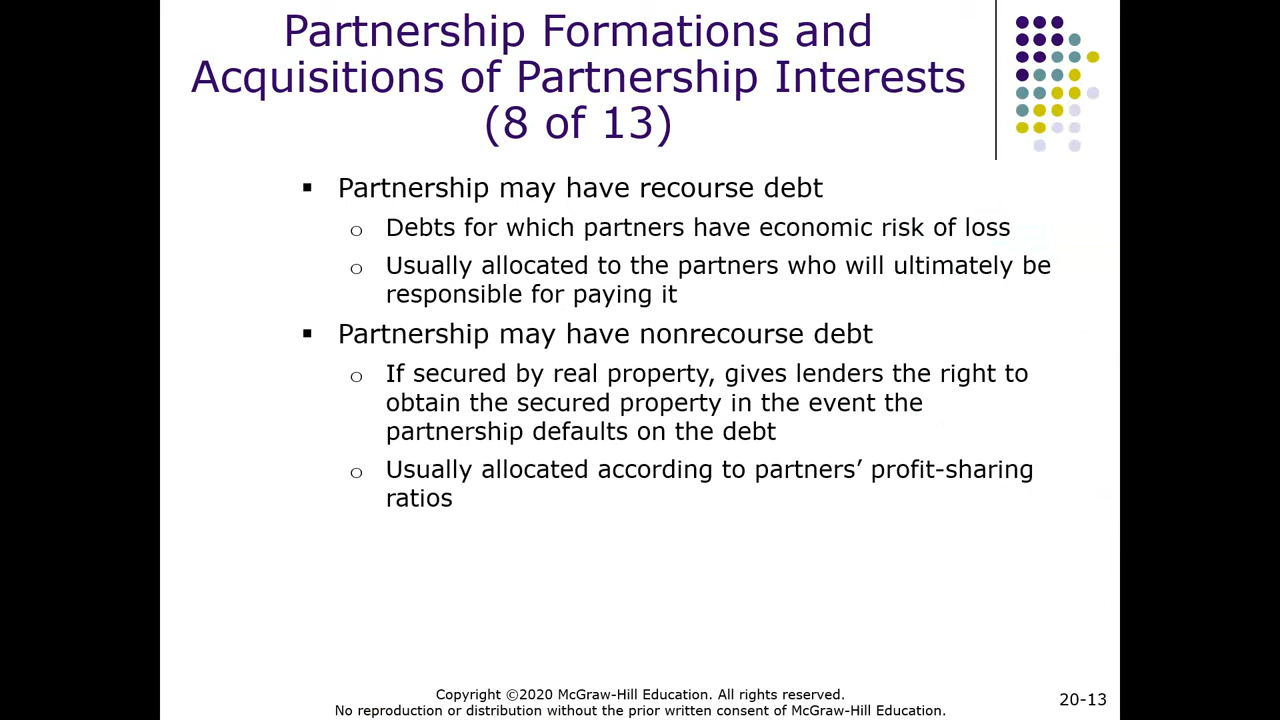 Partnership Formations and
Acquisitions of Partnership Interests
(8 of 13)
▪ Partnership may have recourse debt
o Debts for which partners have economic risk of loss
o Usually allocated to the partners who will ultimately be
responsible for paying it
▪ Partnership may have nonrecourse debt
o If secured by real property, gives lenders the right to
obtain the secured property in the event the
partnership defaults on the debt
o Usually allocated according to partners’ profit-sharing
ratios
Copyright ©2020 McGraw-Hill Education. All rights reserved.
No reproduction or distribution without the prior written consent of McGraw-Hill Education.
20-13